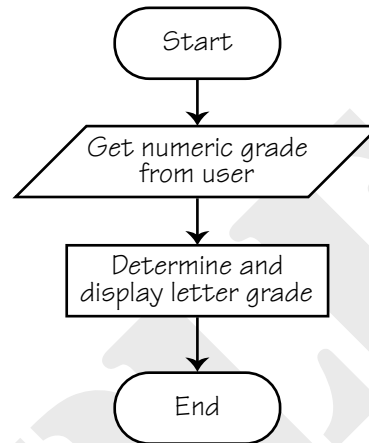 Start
Get numeric grade
from user
Determine and
display letter grade
End